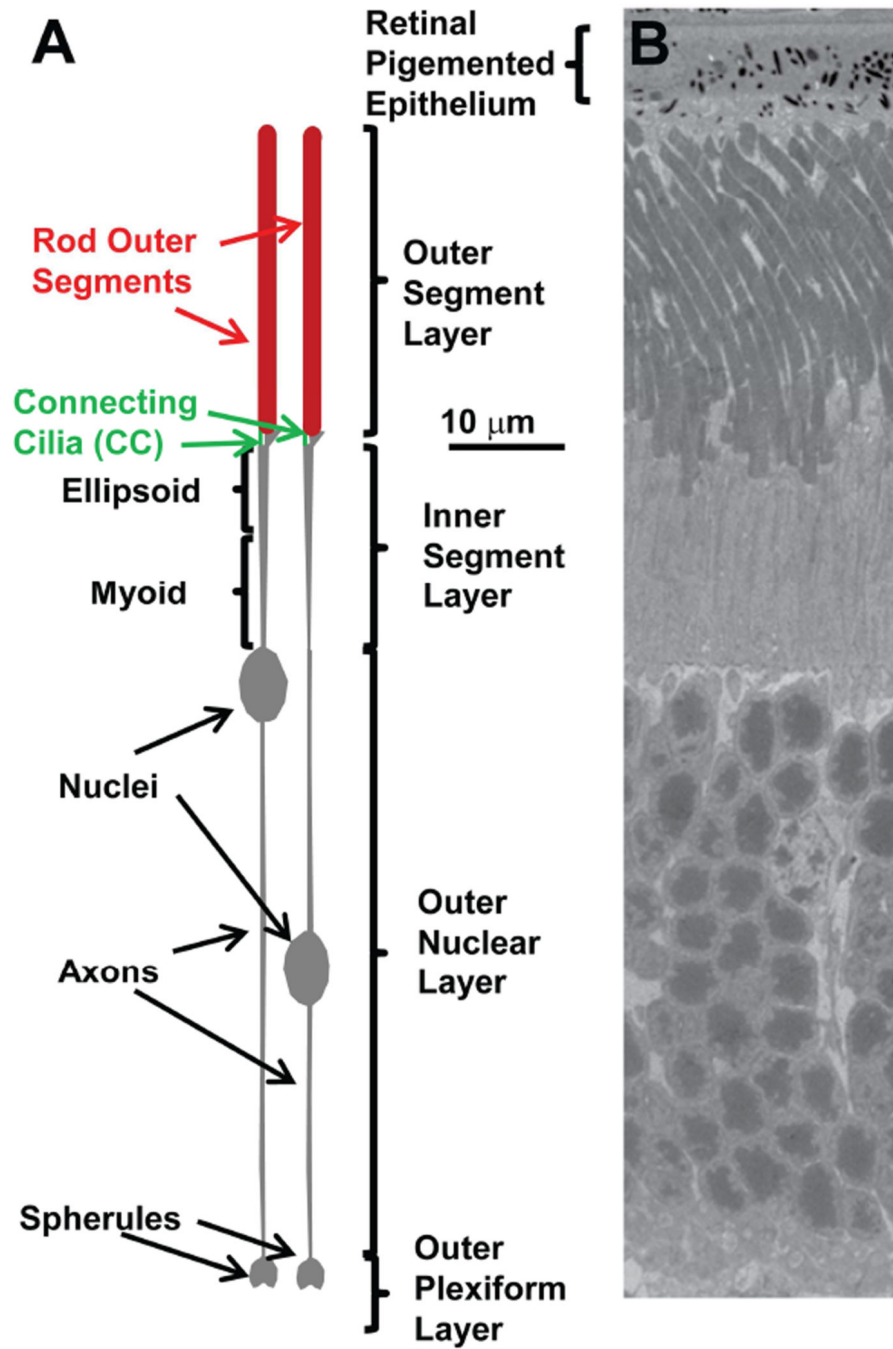 A
Retinal
Pigemented
Epithelium
B
Rod Outer
Segments
Outer
Segment
Layer
Connecting
Cilia (CC)
10 μm
Ellipsoid
Myoid
Inner
Segment
Layer
Nuclei
Axons
Outer
Nuclear
Layer
Spherules
Outer
Plexiform
Layer